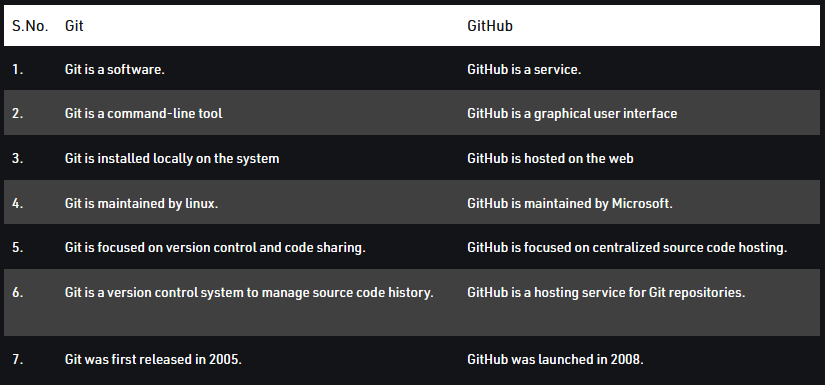 S.No. Git GitHub
1. Git is a software. GitHub is a service.
2. Git is a command-line tool GitHub is a graphical user interface
3. Git is installed locally on the system GitHub is hosted on the web
4. Git is maintained by linux. GitHub is maintained by Microsoft.
5. Git is focused on version control and code sharing. GitHub is focused on centralized source code hosting.
6. Git is a version control system to manage source code history. GitHub is a hosting service for Git repositories.
7. Git was first released in 2005. GitHub was launched in 2008.